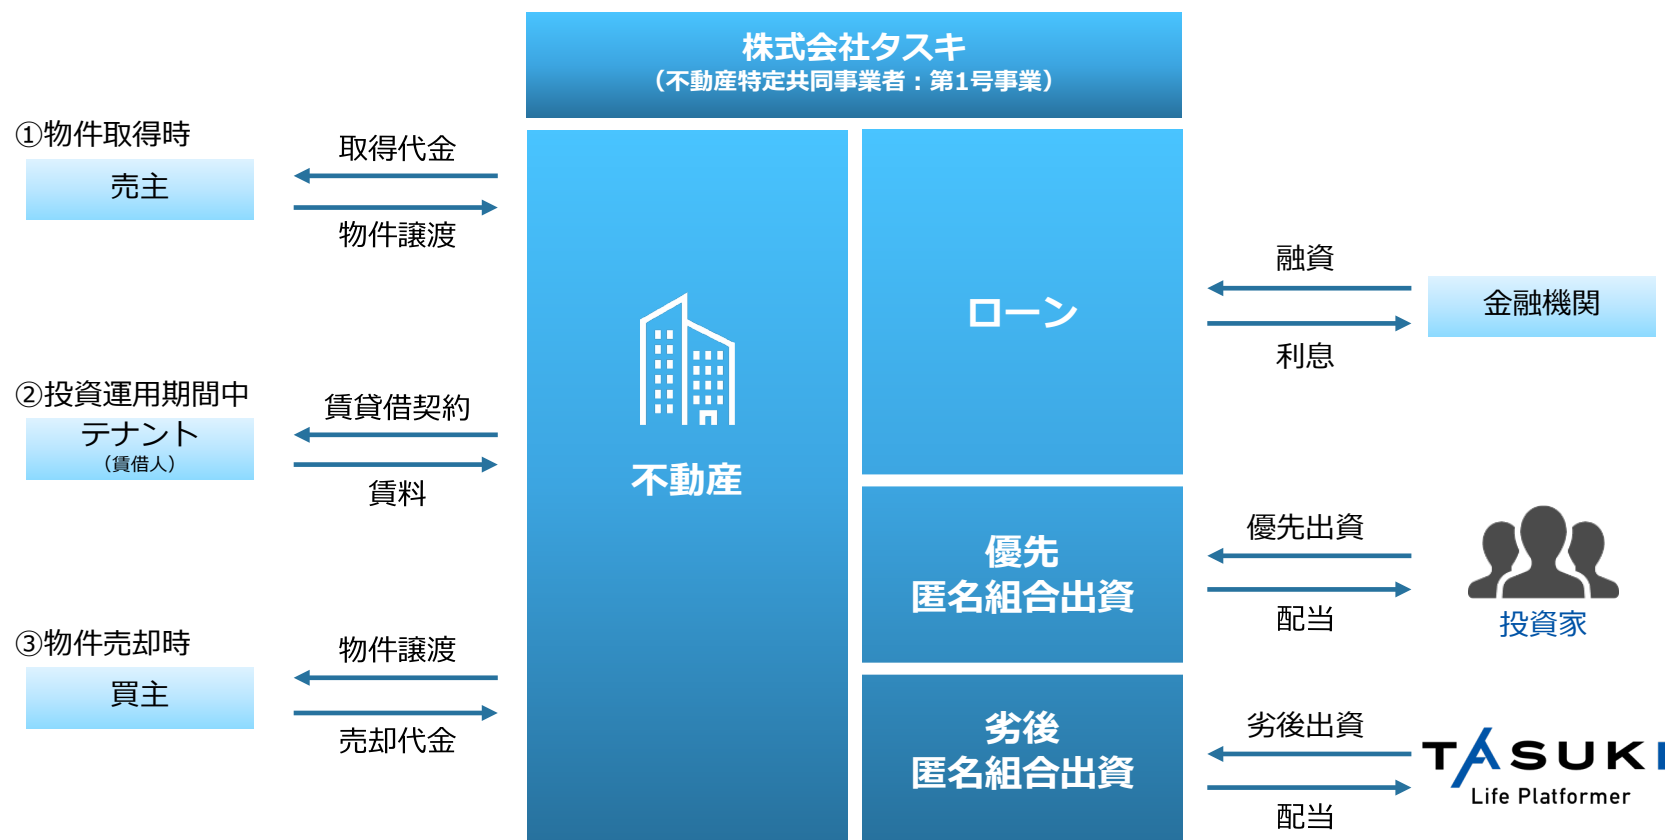 株式会社タスキ
（不動産特定共同事業者：第1号事業）
①物件取得時
売主
取得代金
物件譲渡
②投資運用期間中
テナント
（賃借人）
賃貸借契約
賃料
③物件売却時
買主
物件譲渡
売却代金
不動産
ローン
融資
利息
金融機関
優先
匿名組合出資
優先出資
配当
投資家
劣後
匿名組合出資
劣後出資
配当
TASUKI
Life Platformer